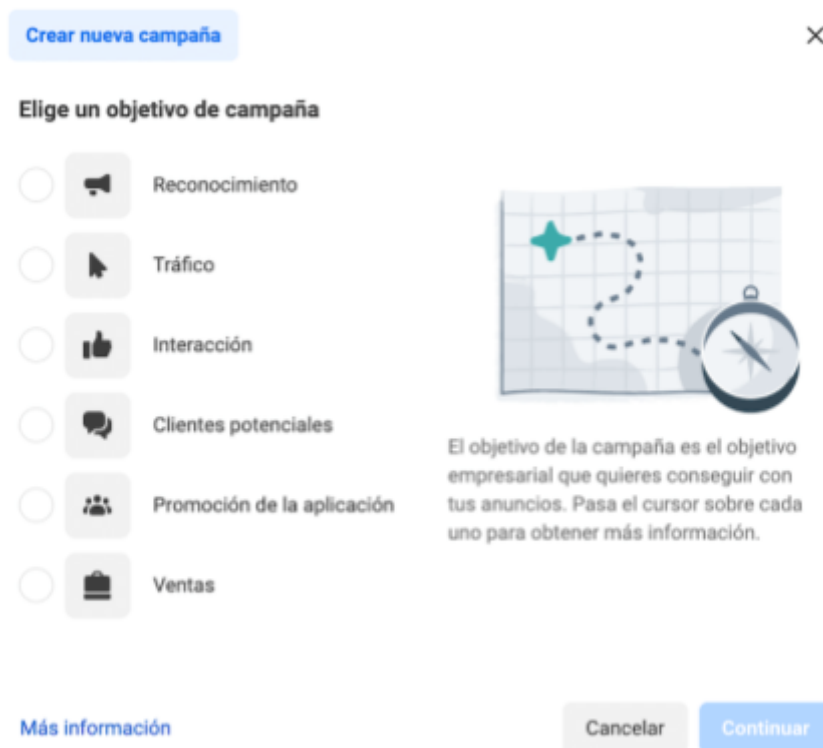 Crear nueva campaña
Elige un objetivo de campaña
Reconocimiento
Tráfico
Interacción
Clientes potenciales
Promoción de la aplicación
Ventas
El objetivo de la campaña es el objetivo
empresarial que quieres conseguir con
tus anuncios. Pasa el cursor sobre cada
uno para obtener más información.
Más información
Cancelar
Continuar